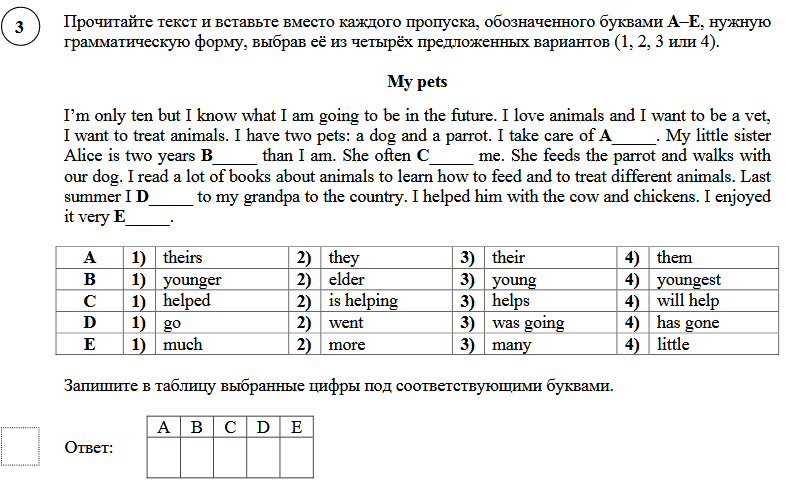 3
Прочитайте текст и вставьте вместо каждого пропуска, обозначенного буквами A–E, нужную
грамматическую форму, выбрав её из четырёх предложенных вариантов (1, 2, 3 или 4).
My pets
I’m only ten but I know what I am going to be in the future. I love animals and I want to be a vet,
I want to treat animals. I have two pets: a dog and a parrot. I take care of A_____. My little sister
Alice is two years B_____ than I am. She often C_____ me. She feeds the parrot and walks with
our dog. I read a lot of books about animals to learn how to feed and to treat different animals. Last
summer I D_____ to my grandpa to the country. I helped him with the cow and chickens. I enjoyed
it very E_____.
A 1) theirs 2) they 3) their 4) them
B 1) younger 2) elder 3) young 4) youngest
C 1) helped 2) is helping 3) helps 4) will help
D 1) go 2) went 3) was going 4) has gone
E 1) much 2) more 3) many 4) little
Запишите в таблицу выбранные цифры под соответствующими буквами.
A B C D E
Ответ: